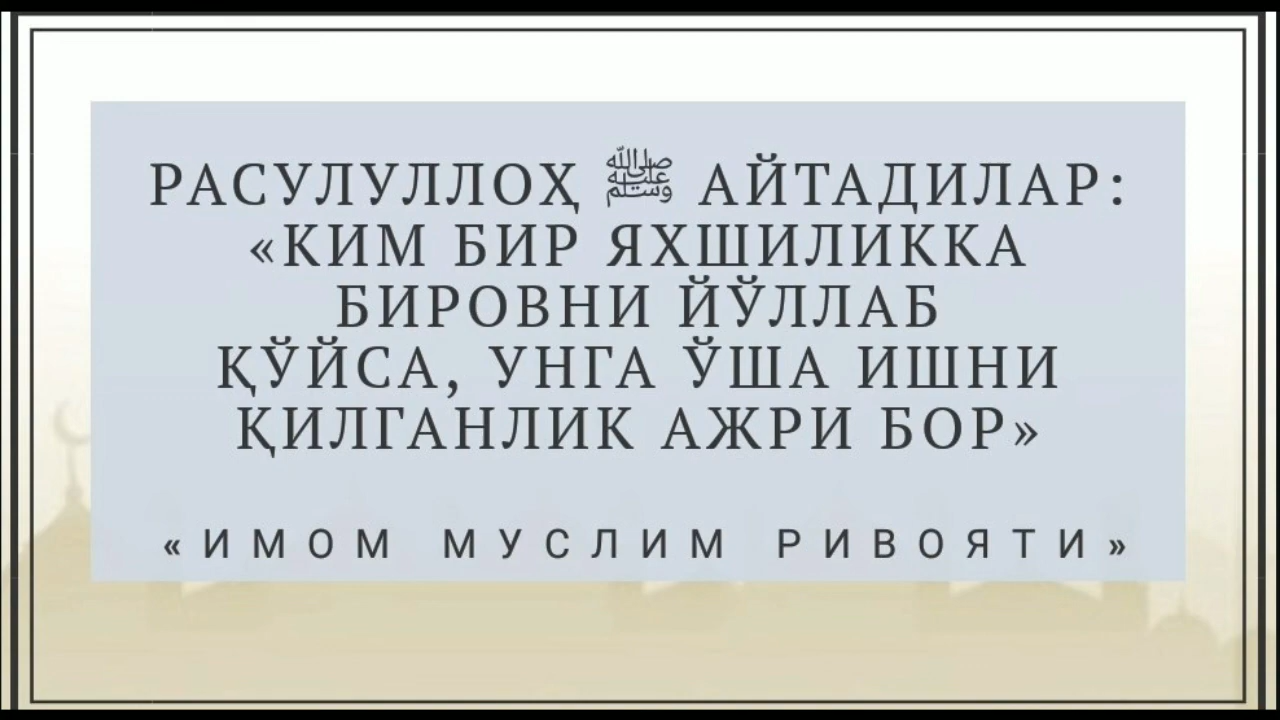 РАСУЛУЛЛОҲ ﷺ АЙТАДИЛАР:
«КИМ БИР ЯХШИЛИККА
БИРОВНИ ЙЎЛЛАБ
ҚЎЙСА, УНГА ЎША ИШНИ
ҚИЛГАНЛИК АЖРИ БОР»
«ИМОМ МУСЛИМ РИВОЯТИ»